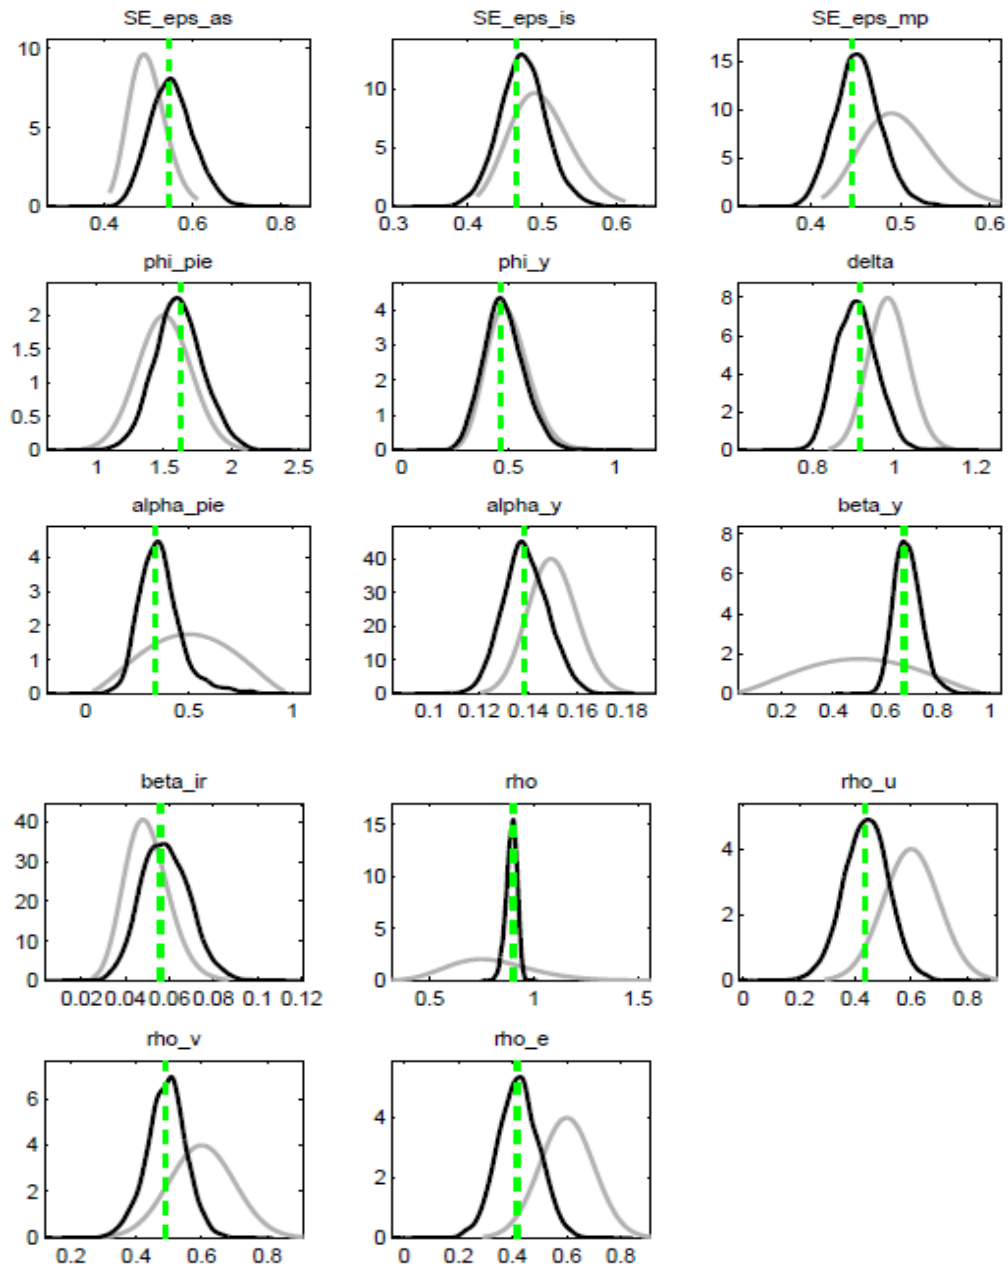 SE_eps_as SE_eps_is SE_eps_mp
10 5 0 0.4 0.6 0.8
10 5 0 0.3 0.4 0.5 0.6
15 10 5 0 0.4 0.5 0.6
phi_pie phi_y delta
2 1.5 1 0.5 0 1 1.5 2 2.5
4 3 2 1 0 0 0.5 1
8 6 4 2 0 0.8 1 1.2
alpha_pie alpha_y beta_y
4 3 2 1 0 0 0.5 1
40 30 20 10 0 0.1 0.12 0.14 0.16 0.18
8 6 4 2 0 0.2 0.4 0.6 0.8 1
beta_ir rho rho_u
40 30 20 10 0 0.02 0.04 0.06 0.08 0.1 0.12
15 10 5 0 0.5 1 1.5
4 2 0 0 0.2 0.4 0.6 0.8
rho_v rho_e
6 4 2 0 0.2 0.4 0.6 0.8
4 2 0 0 0.2 0.4 0.6 0.8